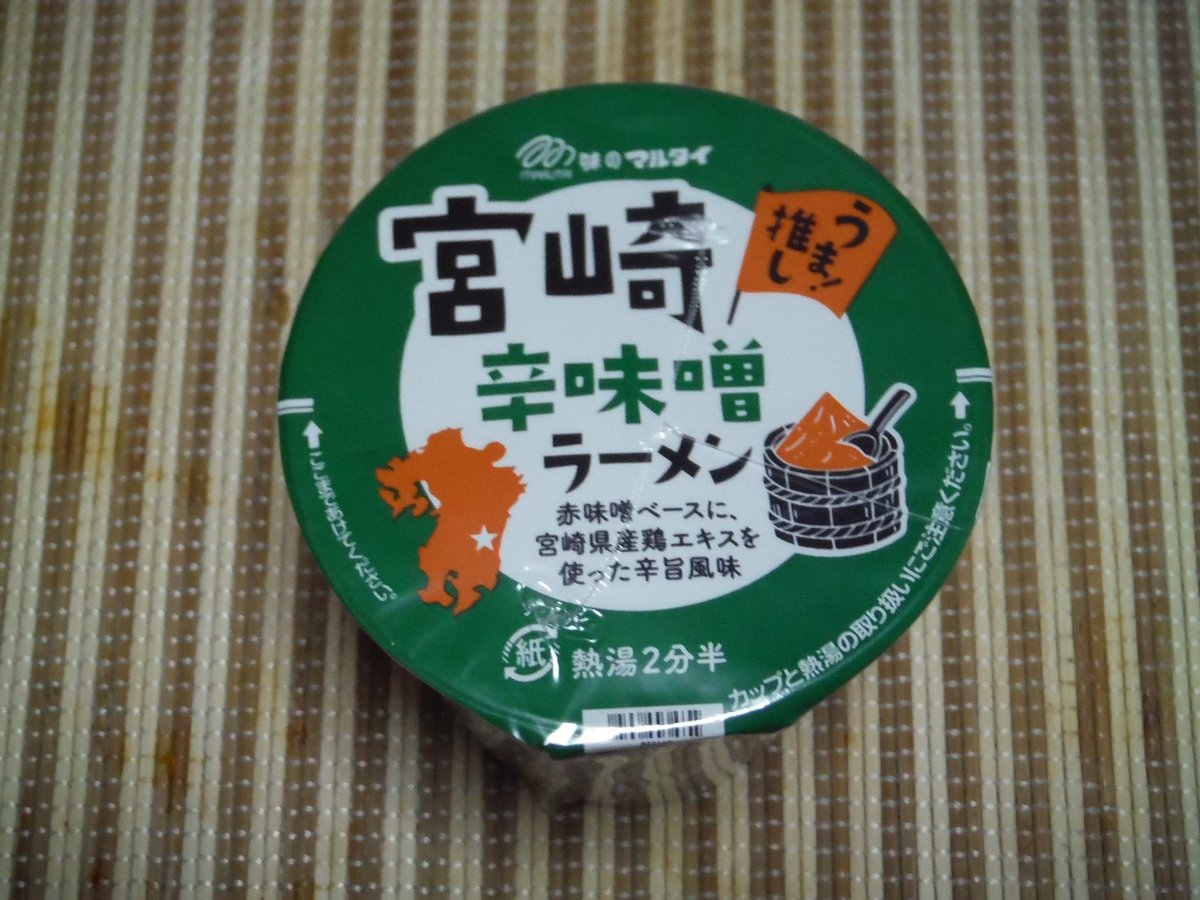 味のマルタイ
宮崎
うま!
推し
辛味噌
ラーメン
赤味噌ベースに、
宮崎県産鶏エキスを
使った辛旨風味
ここまではがしてください。
紙
熱湯2分半
カップと熱湯の取り扱いにご注意ください。